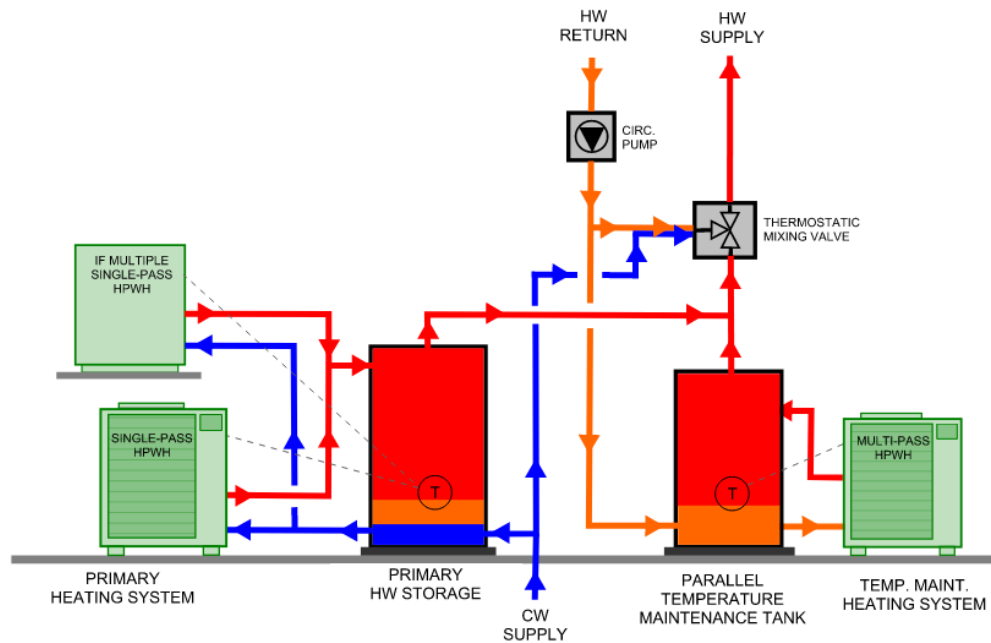 HW
RETURN
HW
SUPPLY
CIRC.
PUMP
THERMOSTATIC
MIXING VALVE
IF MULTIPLE
SINGLE-PASS
HPWH
SINGLE-PASS
HPWH
T
T
MULTI-PASS
HPWH
PRIMARY
HEATING SYSTEM
PRIMARY
HW STORAGE
CW
SUPPLY
PARALLEL
TEMPERATURE
MAINTENANCE TANK
TEMP. MAINT.
HEATING SYSTEM